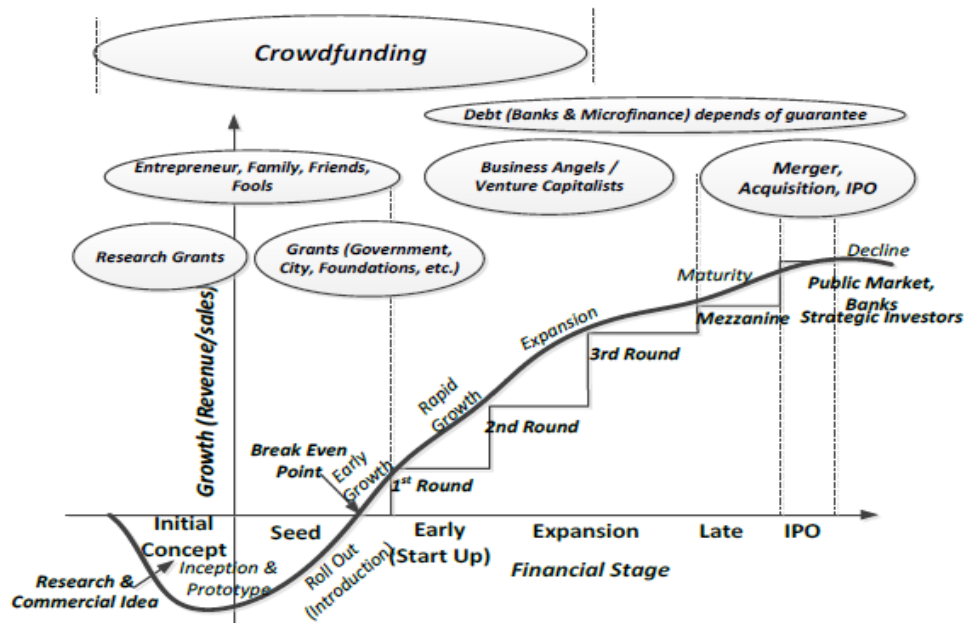 Crowdfunding
Debt (Banks & Microfinance) depends of guarantee
Entrepreneur, Family, Friends,
Fools
Business Angels /
Venture Capitalists
Merger,
Acquisition, IPO
Research Grants
Grants (Government,
City, Foundations, etc.)
Growth (Revenue/sales)
Decline
Maturity
Public Market,
Banks
Strategic Investors
Mezzanine
Expansion
3rd Round
Rapid
Growth
2nd Round
Break Even
Point
Early
Growth
1st Round
Initial
Concept
Seed
Early
(Start Up)
Expansion
Late
IPO
Financial Stage
Roll Out
(Introduction)
Inception &
Prototype
Research &
Commercial Idea